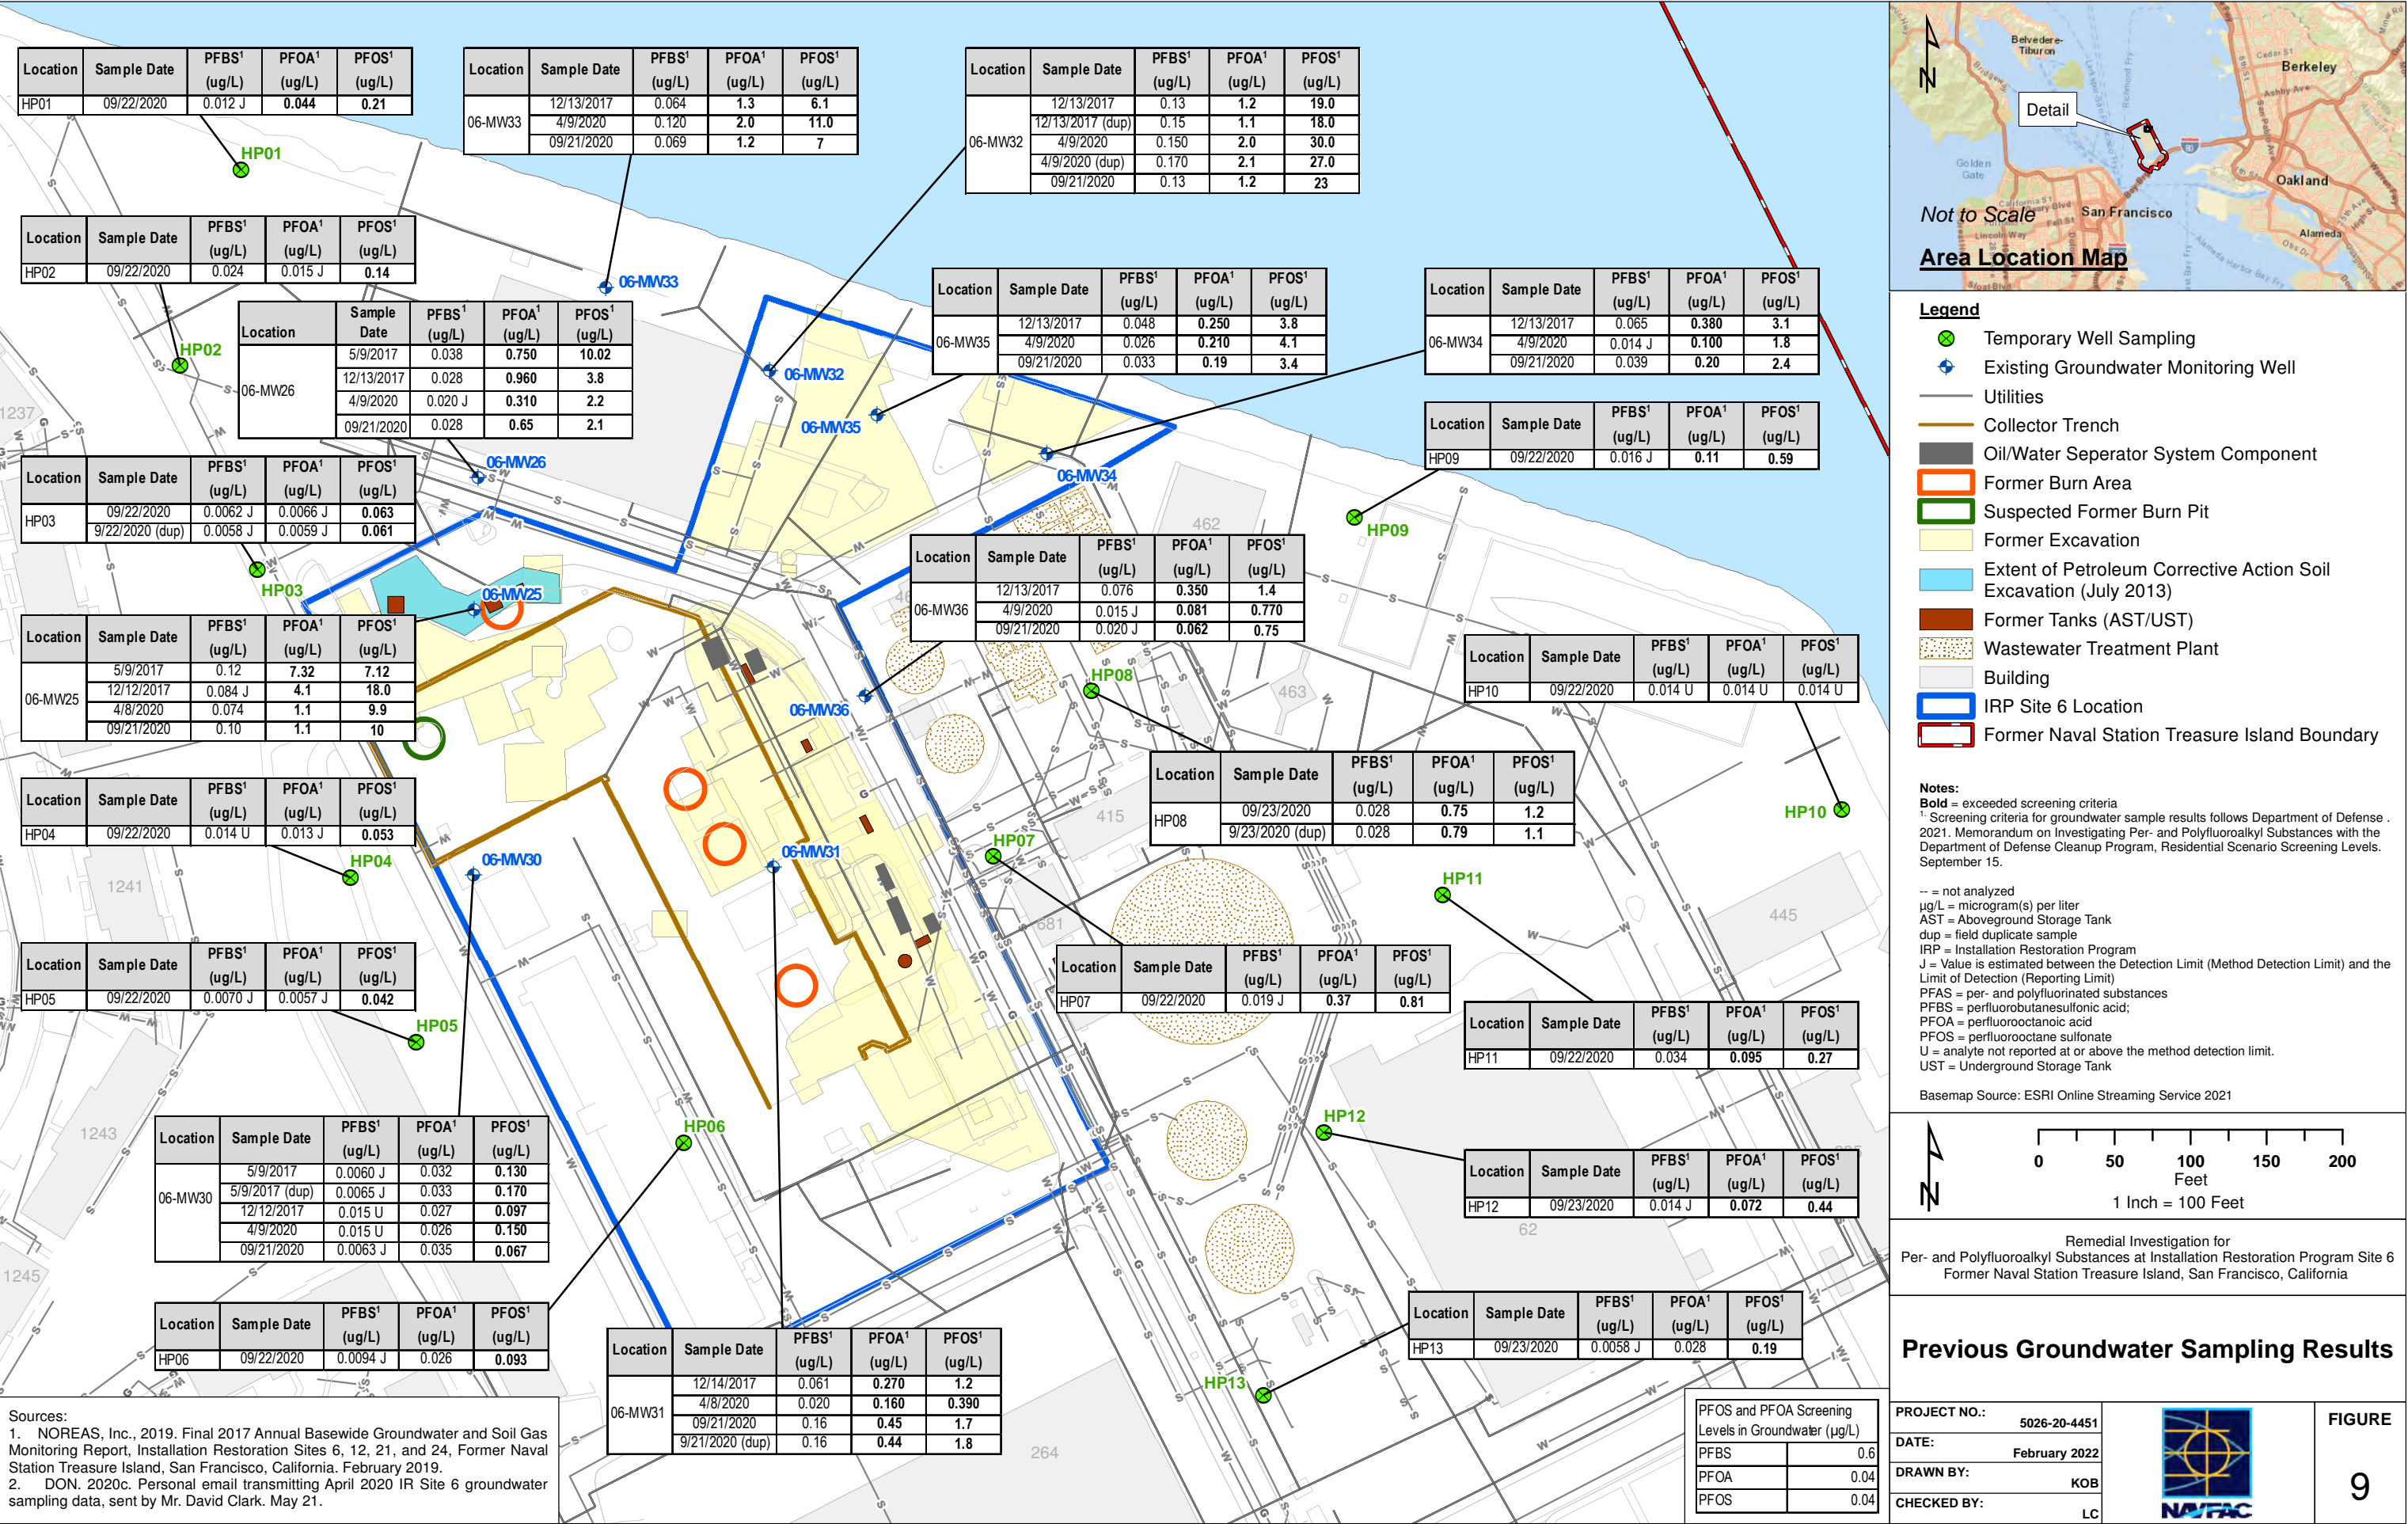 Location Sample Date PFBS¹ (ug/L) PFOA¹ (ug/L) PFOS¹ (ug/L)
HP01 09/22/2020 0.012 J 0.044 0.21
HP01
Location Sample Date PFBS¹ (ug/L) PFOA¹ (ug/L) PFOS¹ (ug/L)
06-MW33
12/13/2017 0.064 1.3 6.1
4/9/2020 0.120 2.0 11.0
09/21/2020 0.069 1.2 7
06-MW33
Location Sample Date PFBS¹ (ug/L) PFOA¹ (ug/L) PFOS¹ (ug/L)
06-MW32
12/13/2017 0.13 1.2 19.0
12/13/2017 (dup) 0.15 1.1 18.0
4/9/2020 0.150 2.0 30.0
4/9/2020 (dup) 0.170 2.1 27.0
09/21/2020 0.13 1.2 23
06-MW32
Location Sample Date PFBS¹ (ug/L) PFOA¹ (ug/L) PFOS¹ (ug/L)
HP02 09/22/2020 0.024 0.015 J 0.14
HP02
Location Sample Date PFBS¹ (ug/L) PFOA¹ (ug/L) PFOS¹ (ug/L)
06-MW26
5/9/2017 0.038 0.750 10.02
12/13/2017 0.028 0.960 3.8
4/9/2020 0.020 J 0.310 2.2
09/21/2020 0.028 0.65 2.1
06-MW26
Location Sample Date PFBS¹ (ug/L) PFOA¹ (ug/L) PFOS¹ (ug/L)
06-MW35
12/13/2017 0.048 0.250 3.8
4/9/2020 0.026 0.210 4.1
09/21/2020 0.033 0.19 3.4
06-MW35
Location Sample Date PFBS¹ (ug/L) PFOA¹ (ug/L) PFOS¹ (ug/L)
06-MW34
12/13/2017 0.065 0.380 3.1
4/9/2020 0.014 J 0.100 1.8
09/21/2020 0.039 0.20 2.4
06-MW34
Location Sample Date PFBS¹ (ug/L) PFOA¹ (ug/L) PFOS¹ (ug/L)
HP09 09/22/2020 0.016 J 0.11 0.59
HP09
Location Sample Date PFBS¹ (ug/L) PFOA¹ (ug/L) PFOS¹ (ug/L)
HP03
09/22/2020 0.0062 J 0.0066 J 0.063
9/22/2020 (dup) 0.0058 J 0.0059 J 0.061
HP03
Location Sample Date PFBS¹ (ug/L) PFOA¹ (ug/L) PFOS¹ (ug/L)
06-MW36
12/13/2017 0.076 0.350 1.4
4/9/2020 0.015 J 0.081 0.770
09/21/2020 0.020 J 0.062 0.75
06-MW36
Location Sample Date PFBS¹ (ug/L) PFOA¹ (ug/L) PFOS¹ (ug/L)
06-MW25
5/9/2017 0.12 7.32 7.12
12/12/2017 0.084 J 4.1 18.0
4/8/2020 0.074 1.1 9.9
09/21/2020 0.10 1.1 10
06-MW25
Location Sample Date PFBS¹ (ug/L) PFOA¹ (ug/L) PFOS¹ (ug/L)
HP10 09/22/2020 0.014 U 0.014 U 0.014 U
HP10
Location Sample Date PFBS¹ (ug/L) PFOA¹ (ug/L) PFOS¹ (ug/L)
HP08
09/23/2020 0.028 0.75 1.2
9/23/2020 (dup) 0.028 0.79 1.1
HP08
Location Sample Date PFBS¹ (ug/L) PFOA¹ (ug/L) PFOS¹ (ug/L)
HP04 09/22/2020 0.014 U 0.013 J 0.053
HP04
Location Sample Date PFBS¹ (ug/L) PFOA¹ (ug/L) PFOS¹ (ug/L)
HP05 09/22/2020 0.0070 J 0.0057 J 0.042
HP05
Location Sample Date PFBS¹ (ug/L) PFOA¹ (ug/L) PFOS¹ (ug/L)
HP07 09/22/2020 0.019 J 0.37 0.81
HP07
Location Sample Date PFBS¹ (ug/L) PFOA¹ (ug/L) PFOS¹ (ug/L)
HP11 09/22/2020 0.034 0.095 0.27
HP11
Location Sample Date PFBS¹ (ug/L) PFOA¹ (ug/L) PFOS¹ (ug/L)
06-MW30
5/9/2017 0.0060 J 0.032 0.130
5/9/2017 (dup) 0.0065 J 0.033 0.170
12/12/2017 0.015 U 0.027 0.097
4/9/2020 0.015 U 0.026 0.150
09/21/2020 0.0063 J 0.035 0.067
06-MW30
Location Sample Date PFBS¹ (ug/L) PFOA¹ (ug/L) PFOS¹ (ug/L)
HP12 09/23/2020 0.014 J 0.072 0.44
HP12
Location Sample Date PFBS¹ (ug/L) PFOA¹ (ug/L) PFOS¹ (ug/L)
HP06 09/22/2020 0.0094 J 0.026 0.093
HP06
Location Sample Date PFBS¹ (ug/L) PFOA¹ (ug/L) PFOS¹ (ug/L)
06-MW31
12/14/2017 0.061 0.270 1.2
4/8/2020 0.020 0.160 0.390
09/21/2020 0.16 0.45 1.7
9/21/2020 (dup) 0.16 0.44 1.8
06-MW31
Location Sample Date PFBS¹ (ug/L) PFOA¹ (ug/L) PFOS¹ (ug/L)
HP13 09/23/2020 0.0058 J 0.028 0.19
HP13
1237
1241
1243
1245
462
463
415
681
445
62
264
Sources:
1. NOREAS, Inc., 2019. Final 2017 Annual Basewide Groundwater and Soil Gas
Monitoring Report, Installation Restoration Sites 6, 12, 21, and 24, Former Naval
Station Treasure Island, San Francisco, California. February 2019.
2. DON. 2020c. Personal email transmitting April 2020 IR Site 6 groundwater
sampling data, sent by Mr. David Clark. May 21.
PFOS and PFOA Screening
Levels in Groundwater (µg/L)
PFBS 0.6
PFOA 0.04
PFOS 0.04
N
Belvedere-
Tiburon
Berkeley
Detail
Golden
Gate
Oakland
San Francisco
Alameda
Not to Scale
Area Location Map
Legend
Temporary Well Sampling
Existing Groundwater Monitoring Well
Utilities
Collector Trench
Oil/Water Seperator System Component
Former Burn Area
Suspected Former Burn Pit
Former Excavation
Extent of Petroleum Corrective Action Soil
Excavation (July 2013)
Former Tanks (AST/UST)
Wastewater Treatment Plant
Building
IRP Site 6 Location
Former Naval Station Treasure Island Boundary
Notes:
Bold = exceeded screening criteria
1. Screening criteria for groundwater sample results follows Department of Defense .
2021. Memorandum on Investigating Per- and Polyfluoroalkyl Substances with the
Department of Defense Cleanup Program, Residential Scenario Screening Levels.
September 15.
-- = not analyzed
µg/L = microgram(s) per liter
AST = Aboveground Storage Tank
dup = field duplicate sample
IRP = Installation Restoration Program
J = Value is estimated between the Detection Limit (Method Detection Limit) and the
Limit of Detection (Reporting Limit)
PFAS = per- and polyfluorinated substances
PFBS = perfluorobutanesulfonic acid;
PFOA = perfluorooctanoic acid
PFOS = perfluorooctane sulfonate
U = analyte not reported at or above the method detection limit.
UST = Underground Storage Tank
Basemap Source: ESRI Online Streaming Service 2021
N
0 50 100 150 200
Feet
1 Inch = 100 Feet
Remedial Investigation for
Per- and Polyfluoroalkyl Substances at Installation Restoration Program Site 6
Former Naval Station Treasure Island, San Francisco, California
Previous Groundwater Sampling Results
PROJECT NO.: 5026-20-4451
DATE: February 2022
DRAWN BY: KOB
CHECKED BY: LC
NAVFAC
FIGURE
9